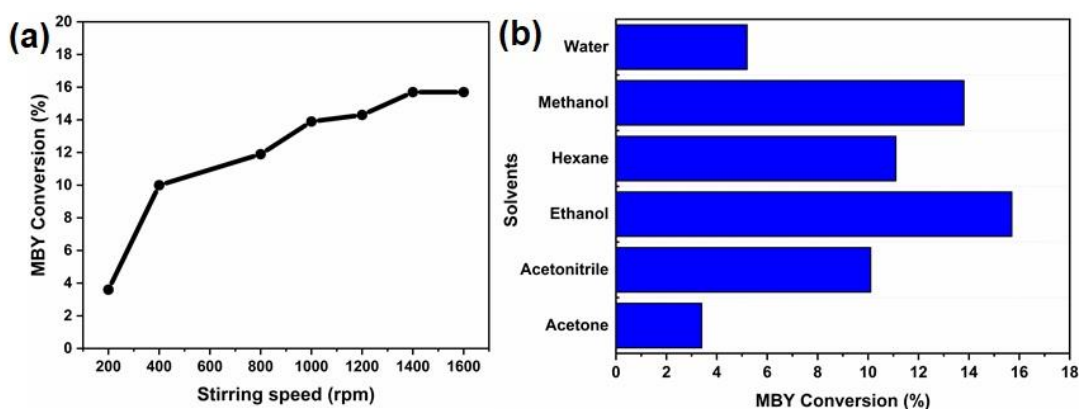 (a)
MBY Conversion (%)
20
18
16
14
12
10
8
6
4
2
0
200 400 600 800 1000 1200 1400 1600
Stirring speed (rpm)
(b)
Solvents
Water
Methanol
Hexane
Ethanol
Acetonitrile
Acetone
0 2 4 6 8 10 12 14 16 18
MBY Conversion (%)